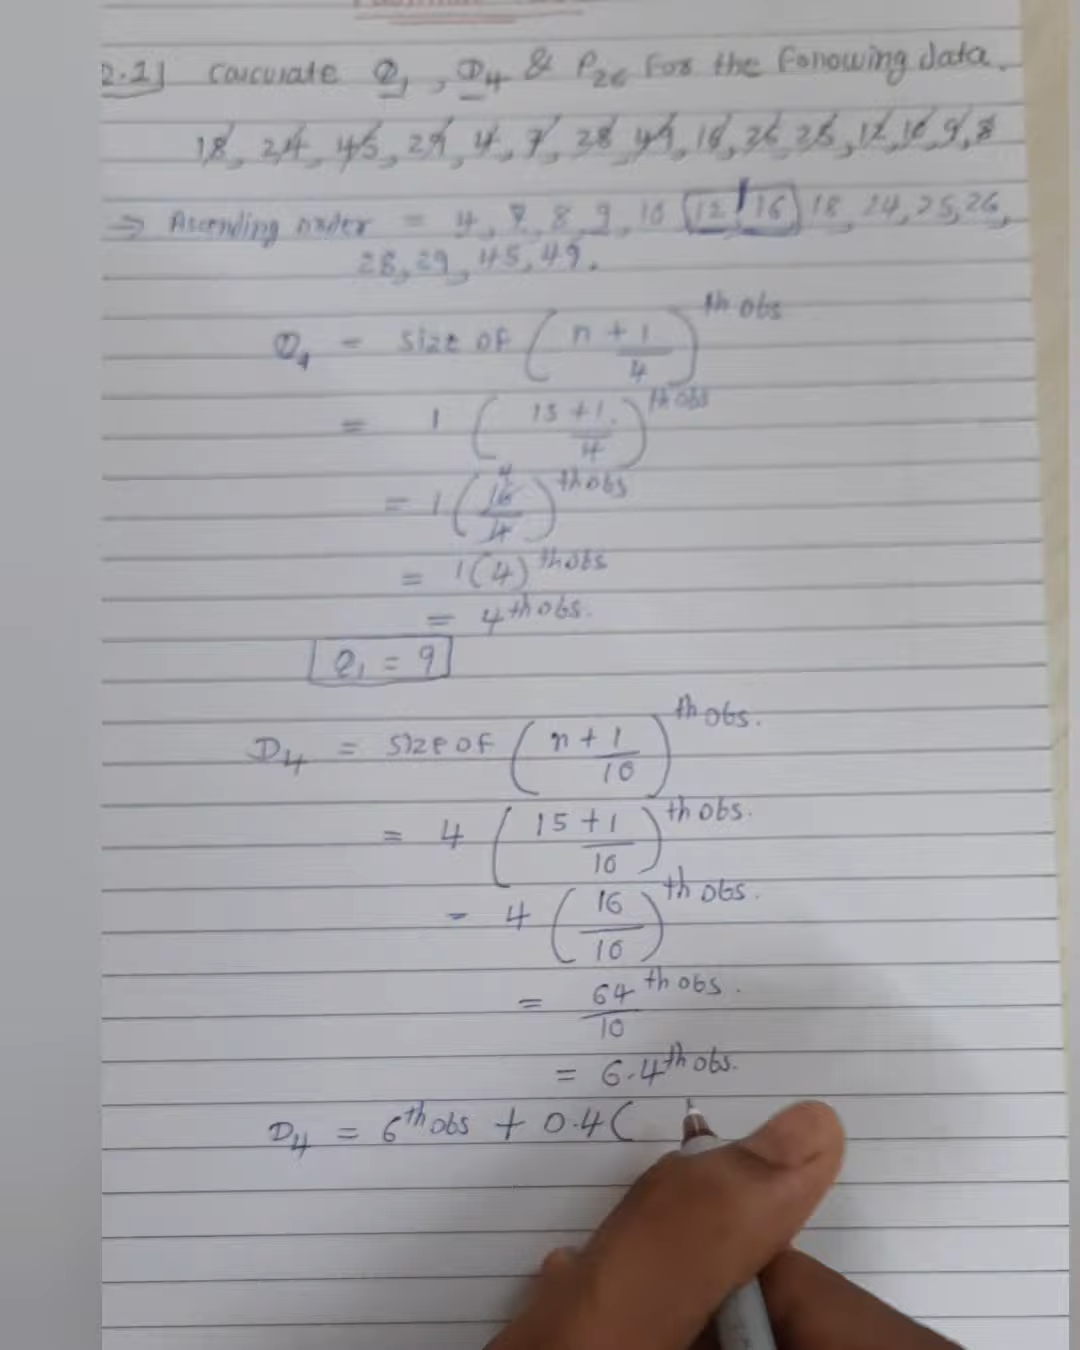 Q.1] Calculate Q₁, D₄ & P₂₆ For the Following data.
18, 24, 45, 29, 4, 7, 28, 49, 16, 26, 25, 12, 10, 9, 8
⇒ Ascending order = 4, 7, 8, 9, 10 12, 16 18, 24, 25, 26,
28, 29, 45, 49.
Q₁ = size of (n + 1 / 4)th obs
= 1 (15 + 1 / 4)th obs
= 1 (16 / 4)th obs 4
= 1(4)th obs
= 4th obs.
Q₁ = 9
D₄ = size of (n + 1 / 10)th obs.
= 4 (15 + 1 / 10)th obs.
= 4 (16 / 10)th obs.
= 64 / 10 th obs.
= 6.4th obs.
D₄ = 6th obs + 0.4 (